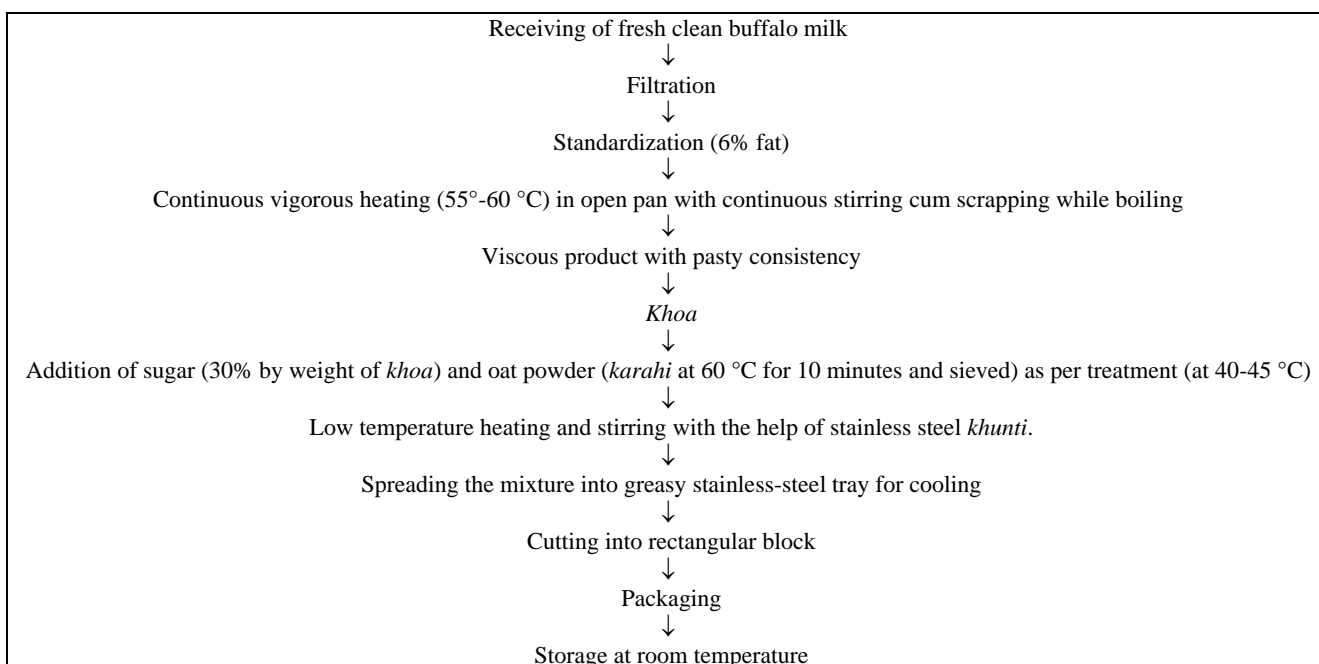 Receiving of fresh clean buffalo milk
↓
Filtration
↓
Standardization (6% fat)
↓
Continuous vigorous heating (55°-60 °C) in open pan with continuous stirring cum scrapping while boiling
↓
Viscous product with pasty consistency
↓
Khoa
↓
Addition of sugar (30% by weight of khoa) and oat powder (karahi at 60 °C for 10 minutes and sieved) as per treatment (at 40-45 °C)
↓
Low temperature heating and stirring with the help of stainless steel khunti.
↓
Spreading the mixture into greasy stainless-steel tray for cooling
↓
Cutting into rectangular block
↓
Packaging
↓
Storage at room temperature